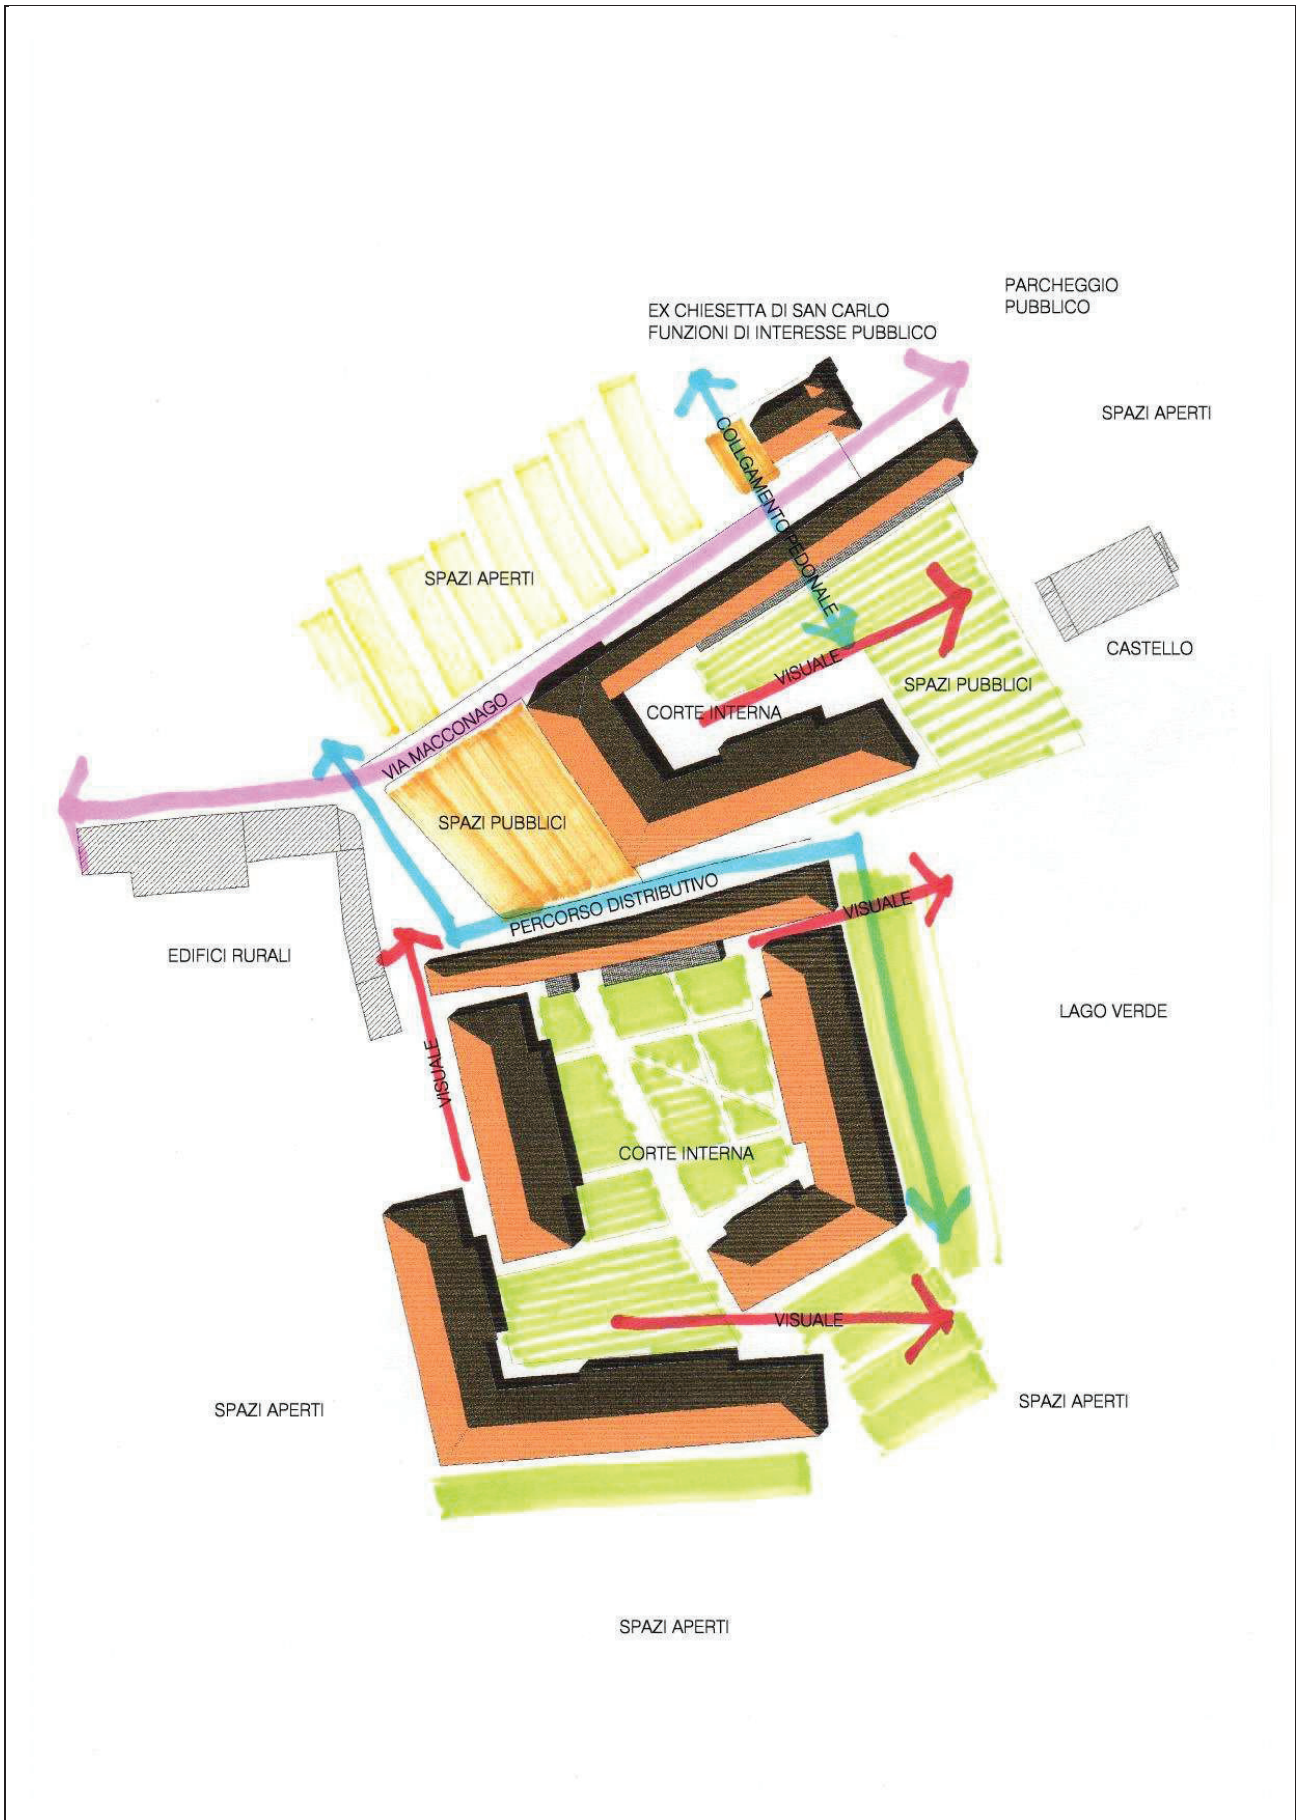 PARCHEGGIO
PUBBLICO
EX CHIESETTA DI SAN CARLO
FUNZIONI DI INTERESSE PUBBLICO
SPAZI APERTI
COLLGAMENTO PEDONALE
SPAZI APERTI
CASTELLO
VISUALE
SPAZI PUBBLICI
CORTE INTERNA
VIA MACCONAGO
SPAZI PUBBLICI
PERCORSO DISTRIBUTIVO
VISUALE
EDIFICI RURALI
LAGO VERDE
VISUALE
CORTE INTERNA
VISUALE
SPAZI APERTI
SPAZI APERTI
SPAZI APERTI